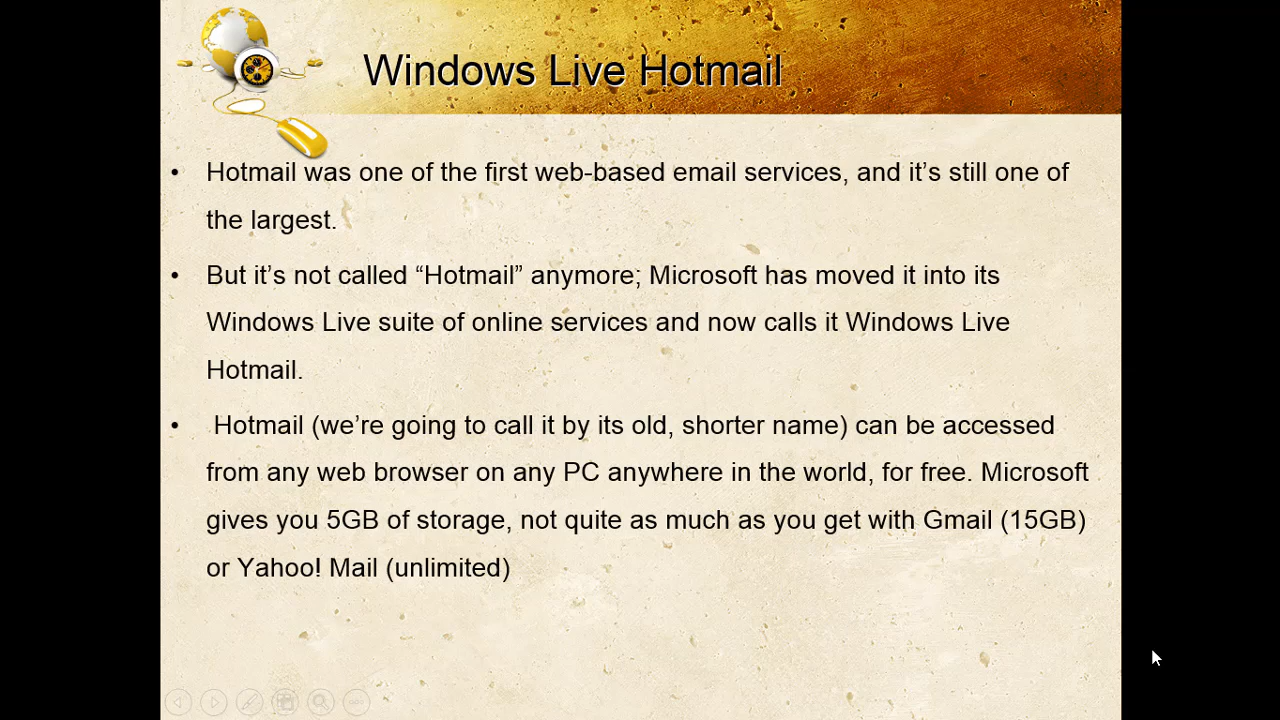 Windows Live Hotmail
• Hotmail was one of the first web-based email services, and it’s still one of
the largest.
• But it’s not called “Hotmail” anymore; Microsoft has moved it into its
Windows Live suite of online services and now calls it Windows Live
Hotmail.
• Hotmail (we’re going to call it by its old, shorter name) can be accessed
from any web browser on any PC anywhere in the world, for free. Microsoft
gives you 5GB of storage, not quite as much as you get with Gmail (15GB)
or Yahoo! Mail (unlimited)